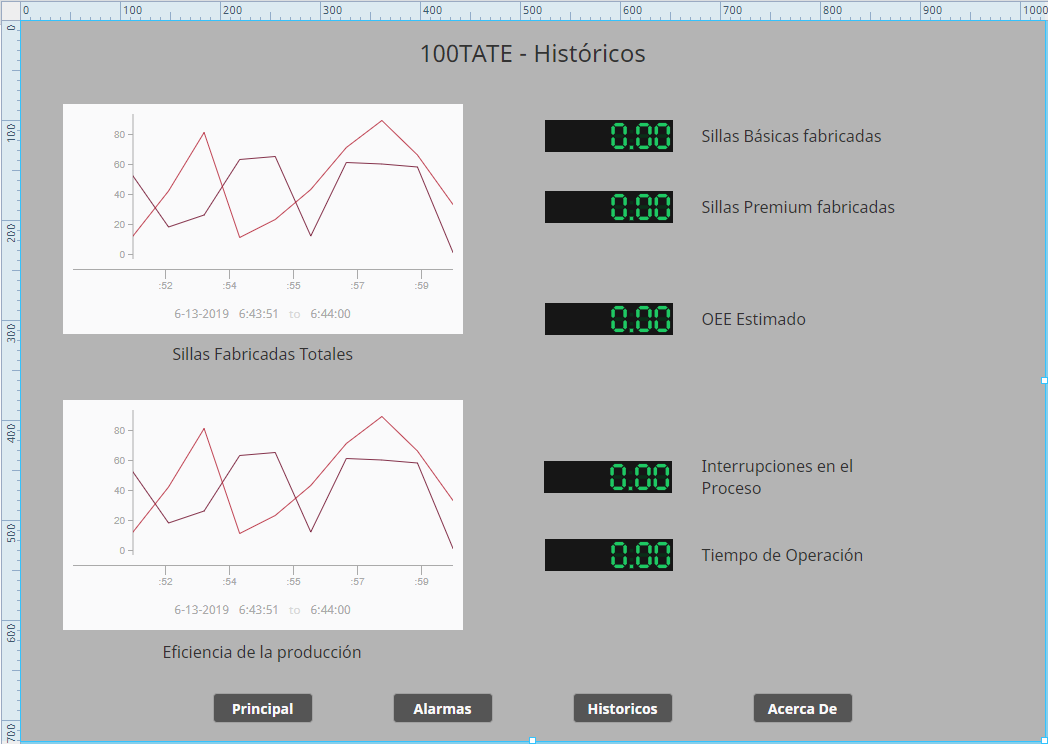 0 100 200 300 400 500 600 700 800 900 1000
0
100
200
300
400
500
600
700
100TATE - Históricos
80
60
40
20
0
:52 :54 :55 :57 :59
6-13-2019 6:43:51 to 6:44:00
Sillas Fabricadas Totales
80
60
40
20
0
:52 :54 :55 :57 :59
6-13-2019 6:43:51 to 6:44:00
Eficiencia de la producción
0.00 Sillas Básicas fabricadas
0.00 Sillas Premium fabricadas
0.00 OEE Estimado
0.00 Interrupciones en el
Proceso
0.00 Tiempo de Operación
Principal Alarmas Historicos Acerca De